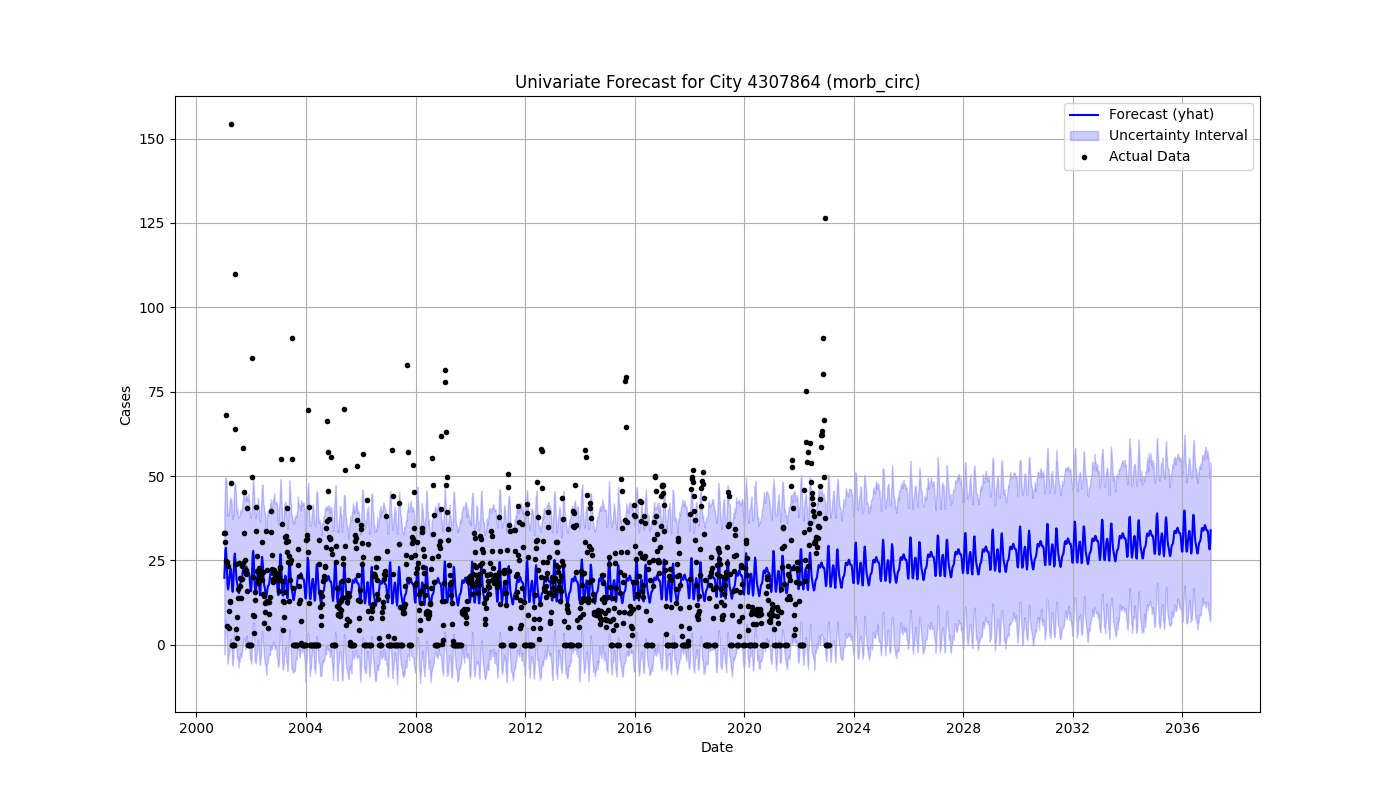 Univariate Forecast for City 4307864 (morb_circ)
Forecast (yhat)
Uncertainty Interval
Actual Data
150
125
100
75
50
25
0
Cases
2000 2004 2008 2012 2016 2020 2024 2028 2032 2036
Date